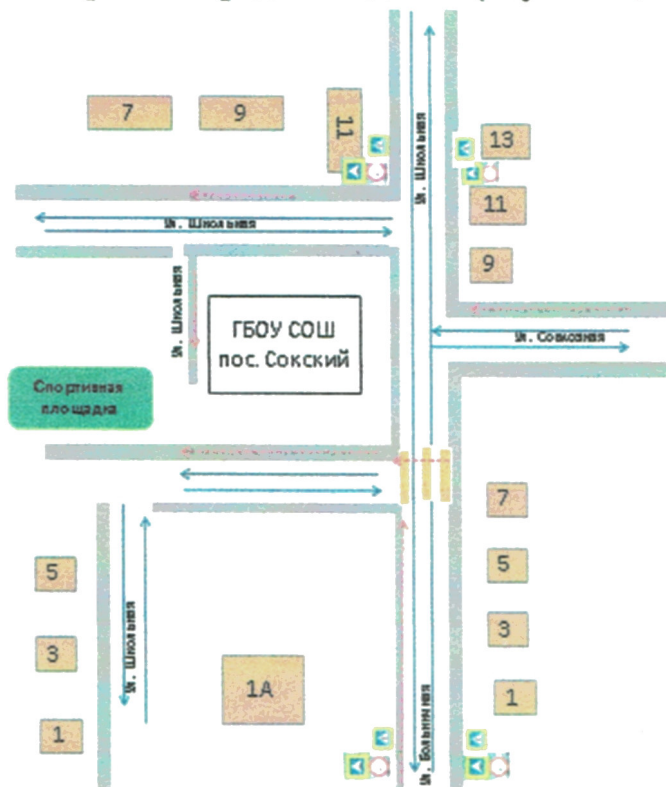 7
9
11
ул. Школьная
13
11
9
ул. Школьная
ул. Школьная
ГБОУ СОШ
пос. Сокский
ул. Совхозная
Спортивная
площадка
7
5
5
3
3
ул. Школьная
1А
1
1
ул. Больничная